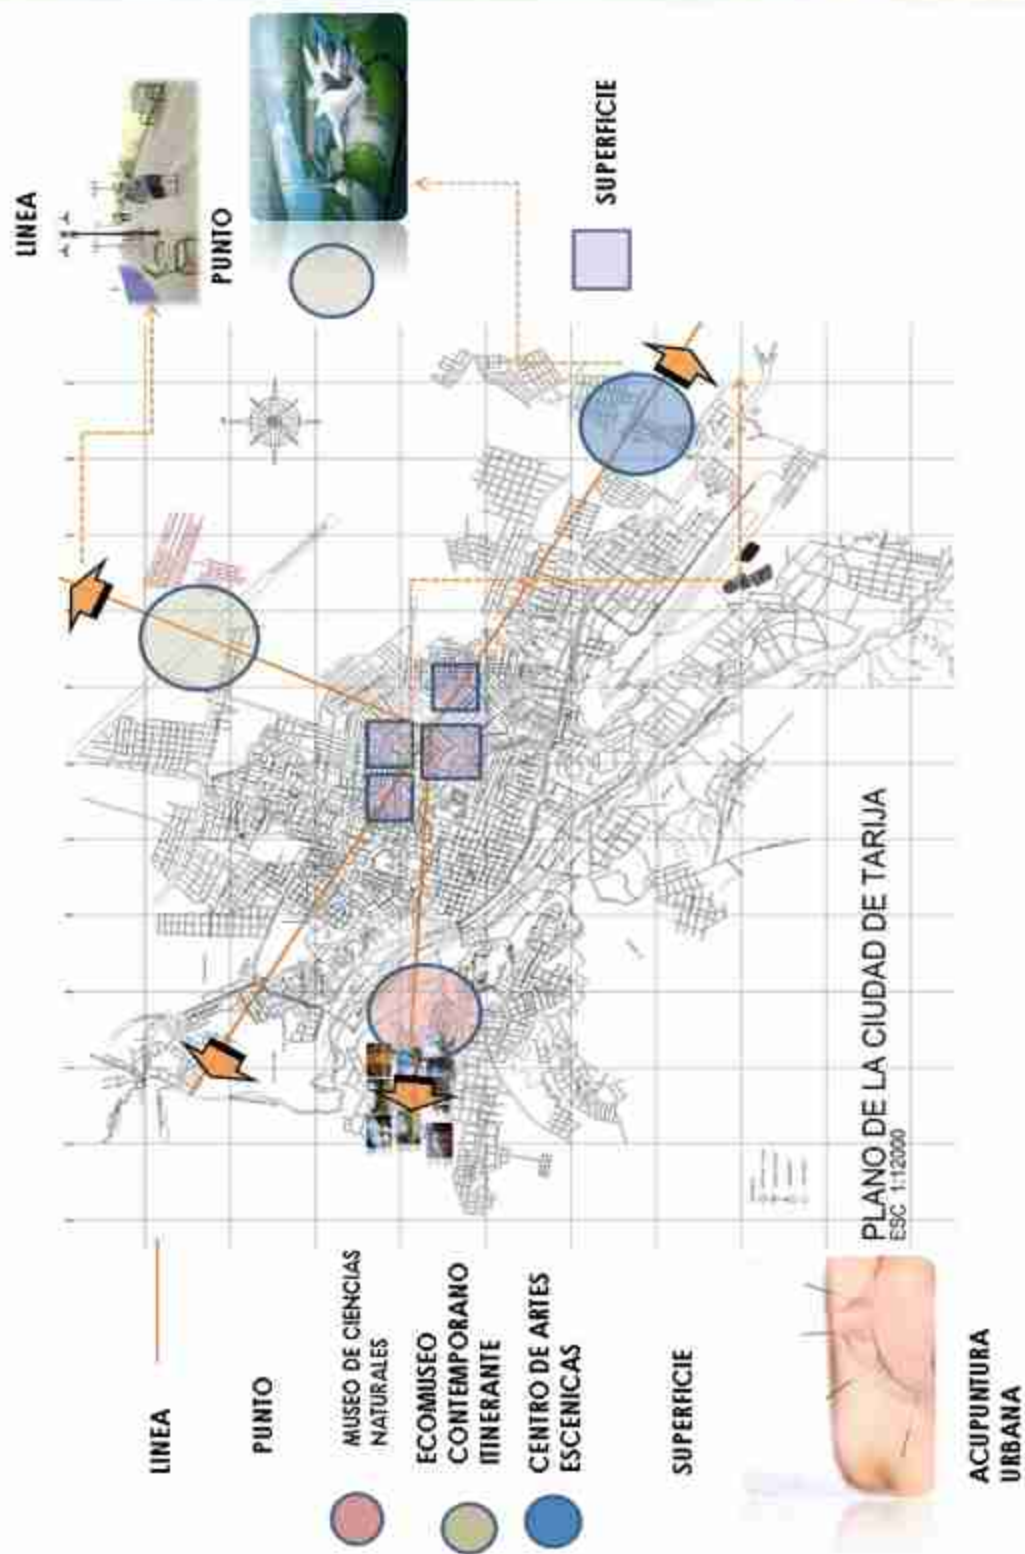 LINEA
PUNTO
MUSEO DE CIENCIAS
NATURALES
ECOMUSEO
CONTEMPORANO
ITINERANTE
CENTRO DE ARTES
ESCENICAS
SUPERFICIE
ACUPUNTURA
URBANA
PLANO DE LA CIUDAD DE TARIJA
ESC 1:12000
LINEA
PUNTO
SUPERFICIE